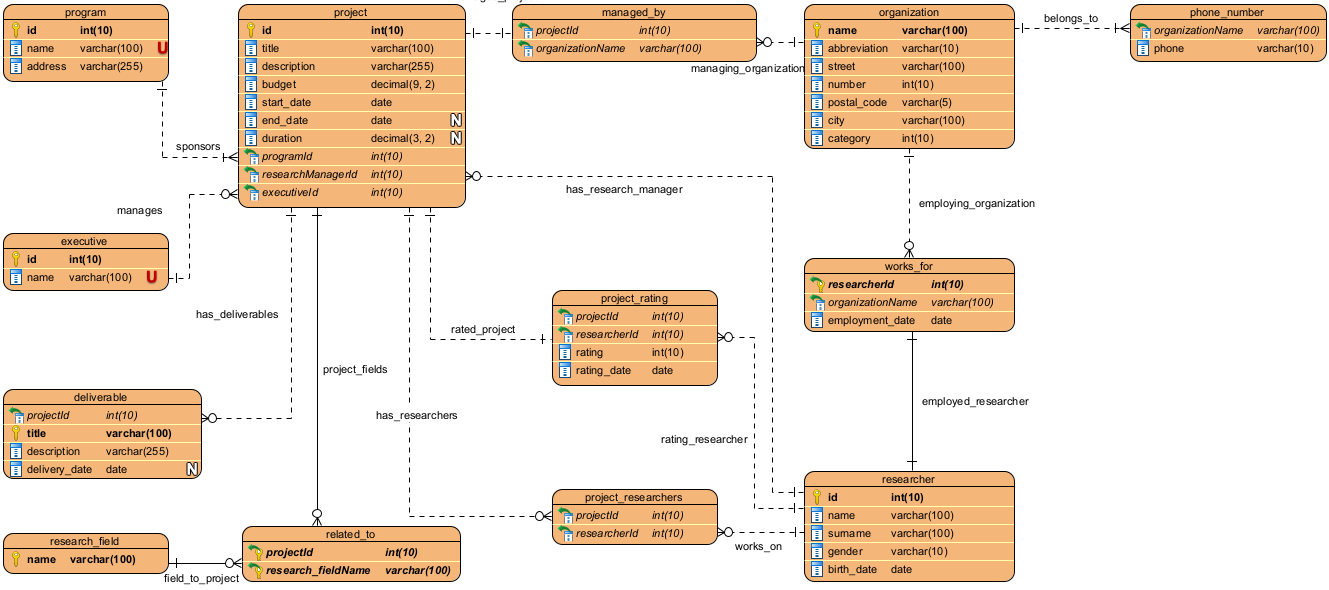 program
id int(10)
name varchar(100) U
address varchar(255)
project
id int(10)
title varchar(100)
description varchar(255)
budget decimal(9, 2)
start_date date
end_date date N
duration decimal(3, 2) N
programId int(10)
researchManagerId int(10)
executiveId int(10)
managed_by
projectId int(10)
organizationName varchar(100)
managing_organization
organization
name varchar(100)
abbreviation varchar(10)
street varchar(100)
number int(10)
postal_code varchar(5)
city varchar(100)
category int(10)
belongs_to
phone_number
organizationName varchar(100)
phone varchar(10)
sponsors
manages
has_research_manager
employing_organization
executive
id int(10)
name varchar(100) U
works_for
researcherId int(10)
organizationName varchar(100)
employment_date date
has_deliverables
project_rating
projectId int(10)
researcherId int(10)
rating int(10)
rating_date date
rated_project
project_fields
has_researchers
employed_researcher
rating_researcher
deliverable
projectId int(10)
title varchar(100)
description varchar(255)
delivery_date date N
researcher
id int(10)
name varchar(100)
surname varchar(100)
gender varchar(10)
birth_date date
project_researchers
projectId int(10)
researcherId int(10)
works_on
research_field
name varchar(100)
field_to_project
related_to
projectId int(10)
research_fieldName varchar(100)